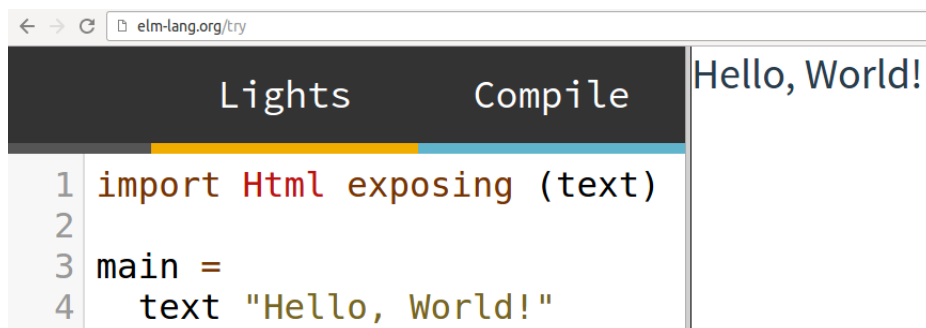 elm-lang.org/try
Lights Compile
Hello, World!
1 import Html exposing (text)
2
3 main =
4 text "Hello, World!"